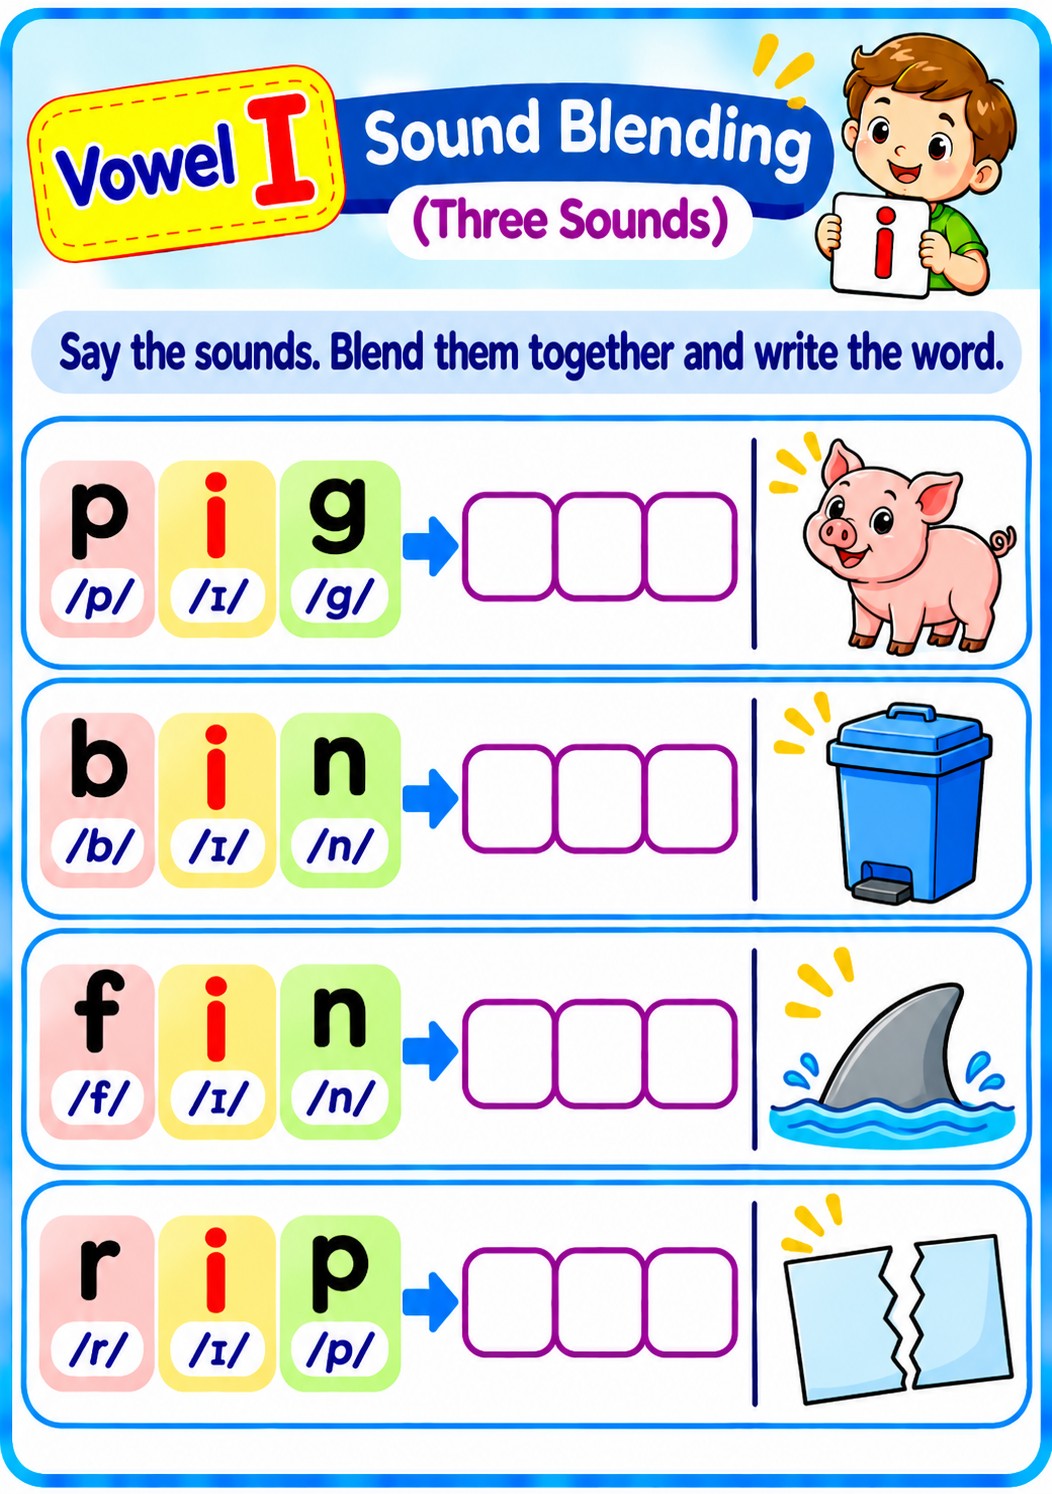 Vowel I
Sound Blending
(Three Sounds)
i
Say the sounds. Blend them together and write the word.
p i g
/p/ /ɪ/ /g/
b i n
/b/ /ɪ/ /n/
f i n
/f/ /ɪ/ /n/
r i p
/r/ /ɪ/ /p/